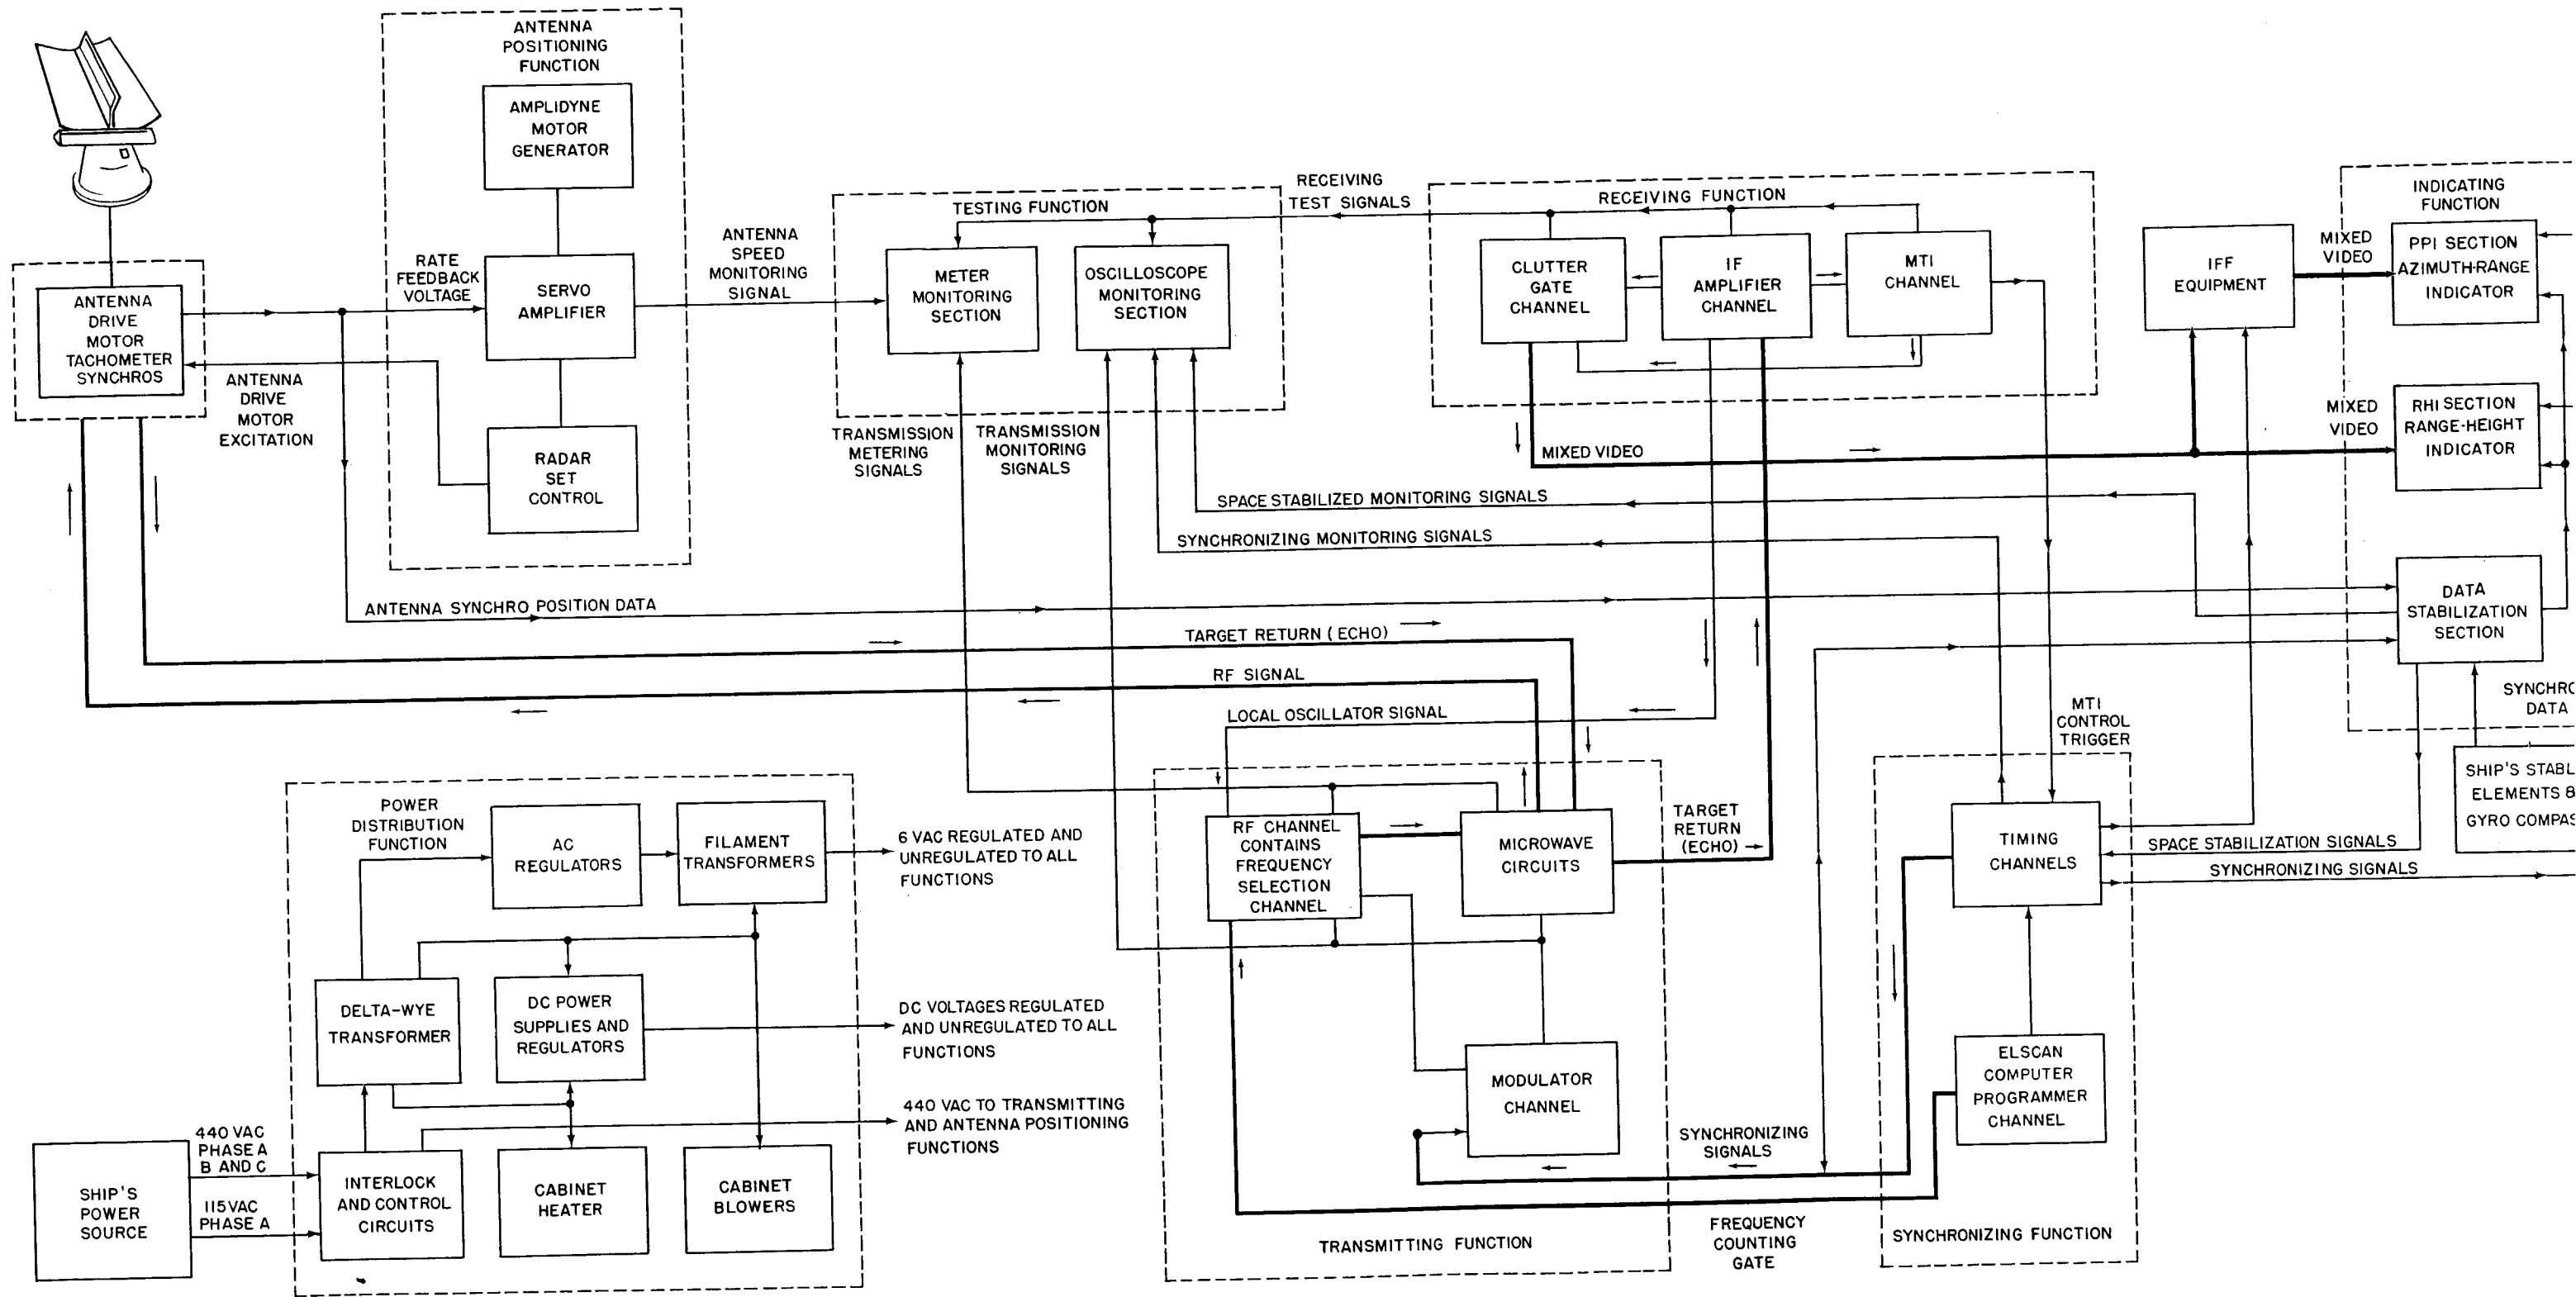 ANTENNA
POSITIONING
FUNCTION
AMPLIDYNE
MOTOR
GENERATOR
RATE
FEEDBACK
VOLTAGE
SERVO
AMPLIFIER
RADAR
SET
CONTROL
ANTENNA
DRIVE
MOTOR
TACHOMETER
SYNCHROS
ANTENNA
DRIVE
MOTOR
EXCITATION
ANTENNA
SPEED
MONITORING
SIGNAL
TESTING FUNCTION
METER
MONITORING
SECTION
OSCILLOSCOPE
MONITORING
SECTION
RECEIVING
TEST SIGNALS
RECEIVING FUNCTION
CLUTTER
GATE
CHANNEL
IF
AMPLIFIER
CHANNEL
MTI
CHANNEL
IFF
EQUIPMENT
MIXED
VIDEO
INDICATING
FUNCTION
PPI SECTION
AZIMUTH-RANGE
INDICATOR
MIXED
VIDEO
RHI SECTION
RANGE-HEIGHT
INDICATOR
TRANSMISSION
METERING
SIGNALS
TRANSMISSION
MONITORING
SIGNALS
MIXED VIDEO
SPACE STABILIZED MONITORING SIGNALS
SYNCHRONIZING MONITORING SIGNALS
ANTENNA SYNCHRO POSITION DATA
TARGET RETURN (ECHO)
RF SIGNAL
LOCAL OSCILLATOR SIGNAL
DATA
STABILIZATION
SECTION
SYNCHRO
DATA
SHIP'S STABL
ELEMENTS &
GYRO COMPAS
MTI
CONTROL
TRIGGER
POWER
DISTRIBUTION
FUNCTION
AC
REGULATORS
FILAMENT
TRANSFORMERS
6 VAC REGULATED AND
UNREGULATED TO ALL
FUNCTIONS
DELTA-WYE
TRANSFORMER
DC POWER
SUPPLIES AND
REGULATORS
DC VOLTAGES REGULATED
AND UNREGULATED TO ALL
FUNCTIONS
440 VAC TO TRANSMITTING
AND ANTENNA POSITIONING
FUNCTIONS
SHIP'S
POWER
SOURCE
440 VAC
PHASE A
B AND C
115VAC
PHASE A
INTERLOCK
AND CONTROL
CIRCUITS
CABINET
HEATER
CABINET
BLOWERS
RF CHANNEL
CONTAINS
FREQUENCY
SELECTION
CHANNEL
MICROWAVE
CIRCUITS
TARGET
RETURN
(ECHO)
MODULATOR
CHANNEL
TRANSMITTING FUNCTION
SYNCHRONIZING
SIGNALS
FREQUENCY
COUNTING
GATE
TIMING
CHANNELS
SPACE STABILIZATION SIGNALS
SYNCHRONIZING SIGNALS
ELSCAN
COMPUTER
PROGRAMMER
CHANNEL
SYNCHRONIZING FUNCTION